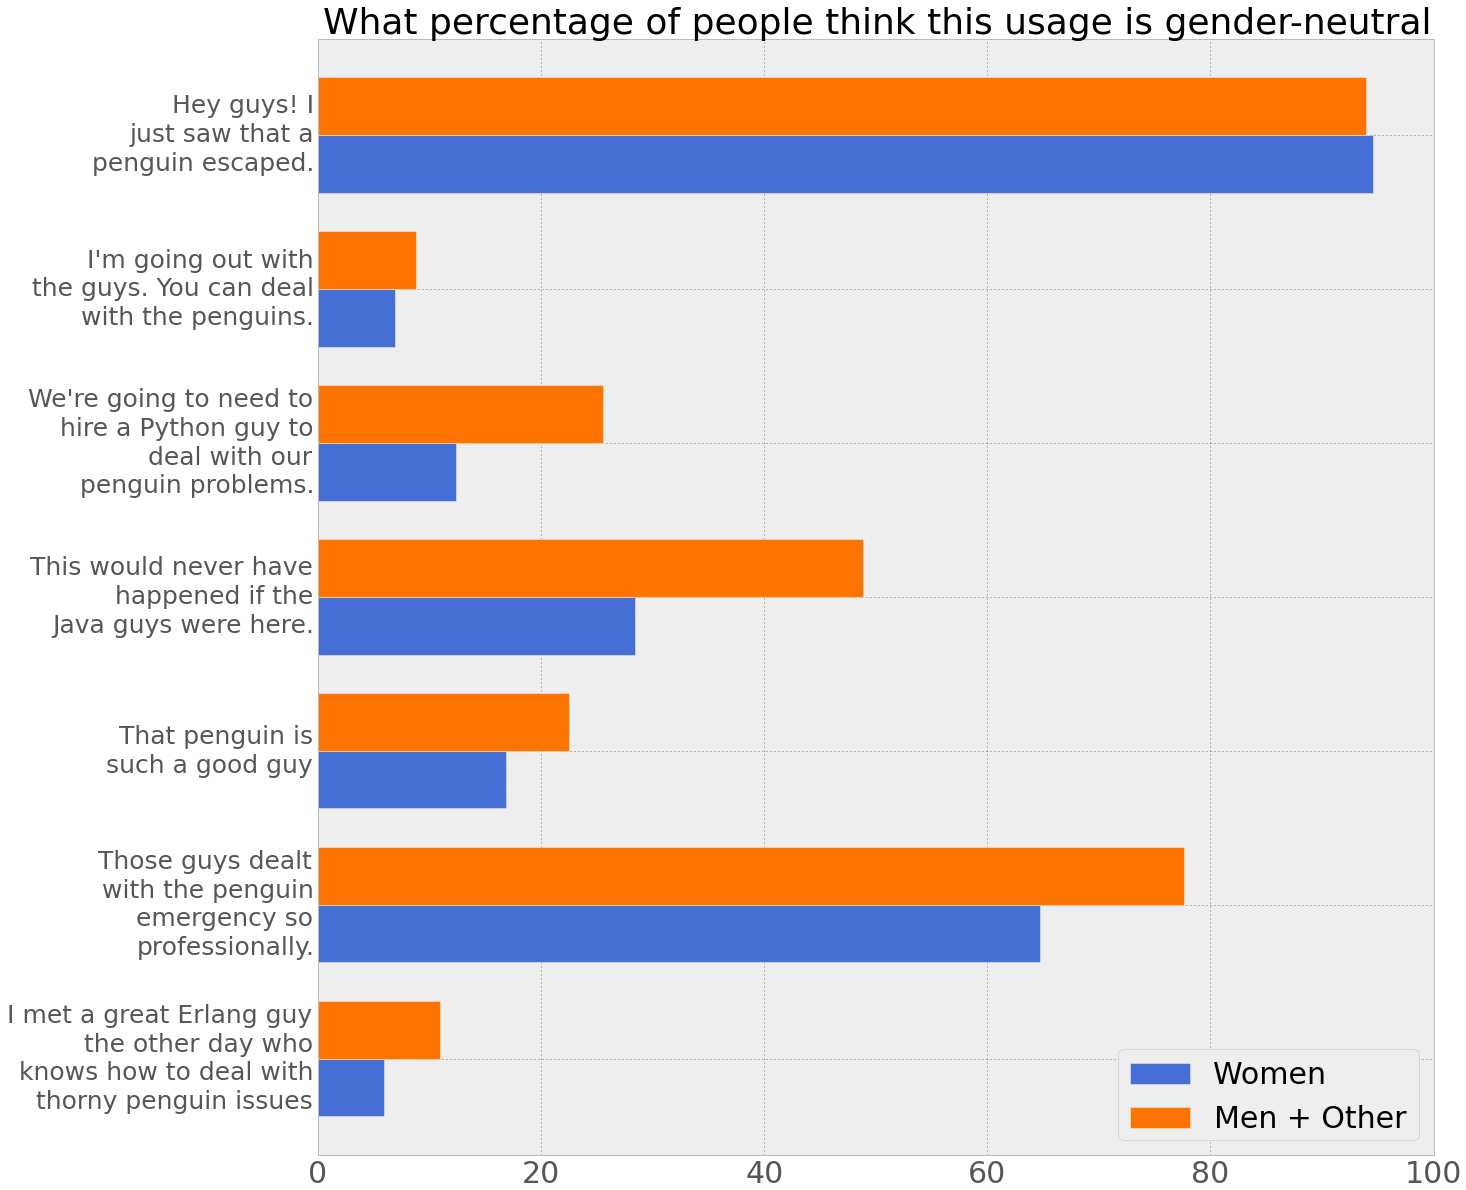 What percentage of people think this usage is gender-neutral
Hey guys! I
just saw that a
penguin escaped.
I'm going out with
the guys. You can deal
with the penguins.
We're going to need to
hire a Python guy to
deal with our
penguin problems.
This would never have
happened if the
Java guys were here.
That penguin is
such a good guy
Those guys dealt
with the penguin
emergency so
professionally.
I met a great Erlang guy
the other day who
knows how to deal with
thorny penguin issues
Women
Men + Other
0 20 40 60 80 100